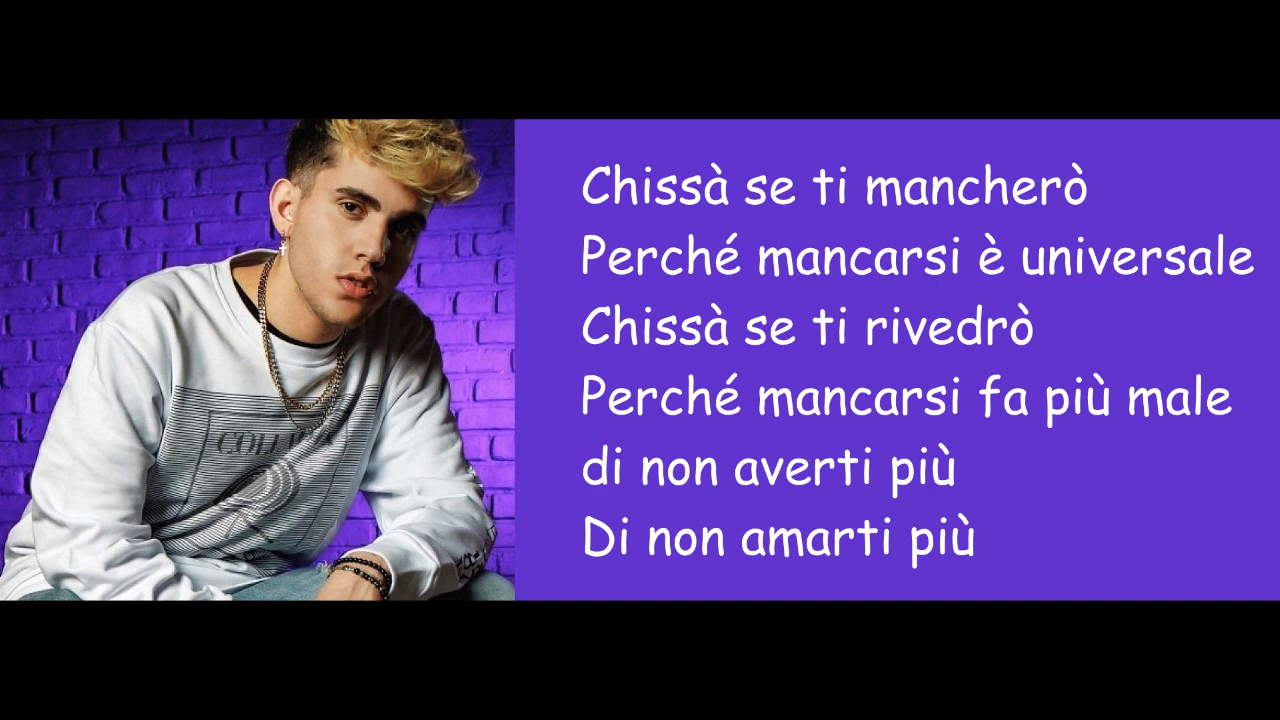 Chissà se ti mancherò
Perché mancarsi è universale
Chissà se ti rivedrò
Perché mancarsi fa più male
di non averti più
Di non amarti più